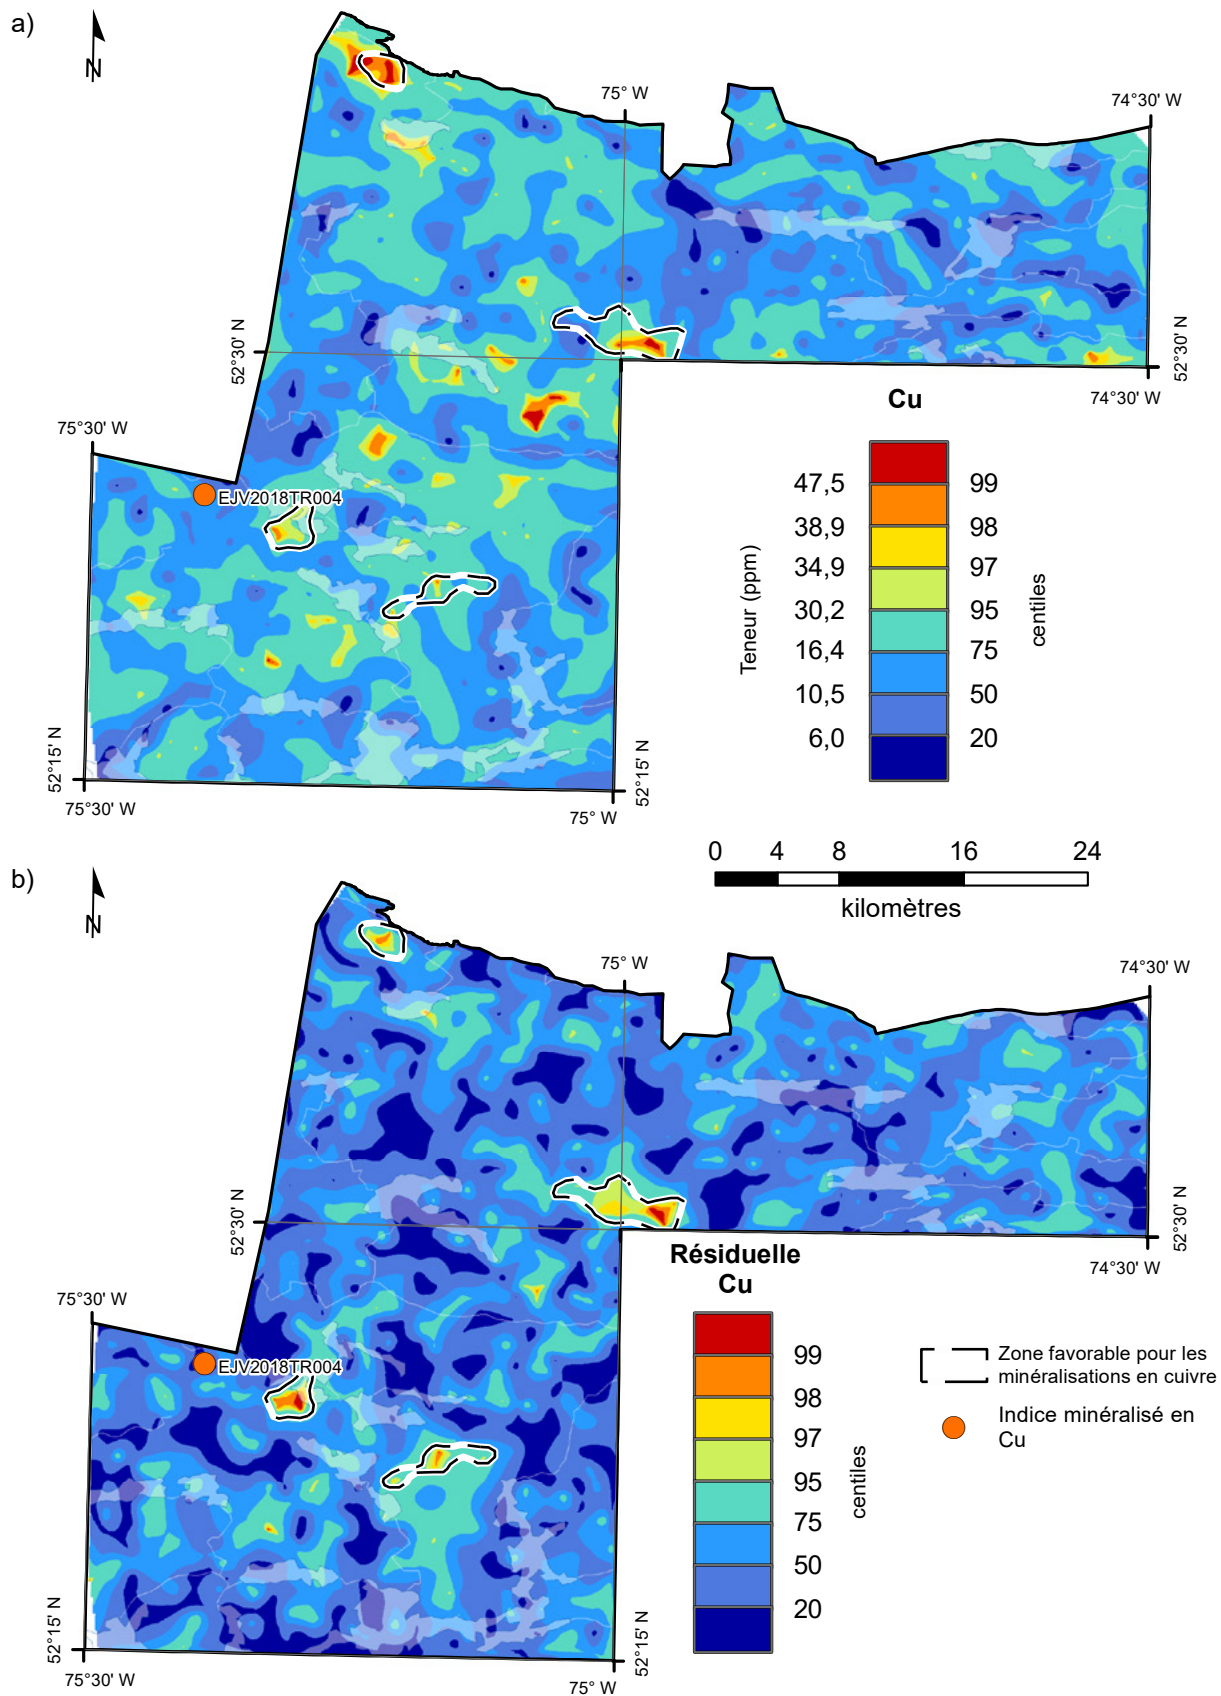 a)
N
75° W
74°30' W
52°30' N
52°30' N
74°30' W
75°30' W
EJV2018TR004
Cu
Teneur (ppm)
centiles
47,5 99
38,9 98
34,9 97
30,2 95
16,4 75
10,5 50
6,0 20
52°15' N
52°15' N
75°30' W
75° W
0 4 8 16 24
kilomètres
b)
N
75° W
74°30' W
52°30' N
52°30' N
74°30' W
75°30' W
EJV2018TR004
Résiduelle
Cu
99
98
97
95
75
50
20
centiles
Zone favorable pour les
minéralisations en cuivre
Indice minéralisé en
Cu
52°15' N
52°15' N
75°30' W
75° W